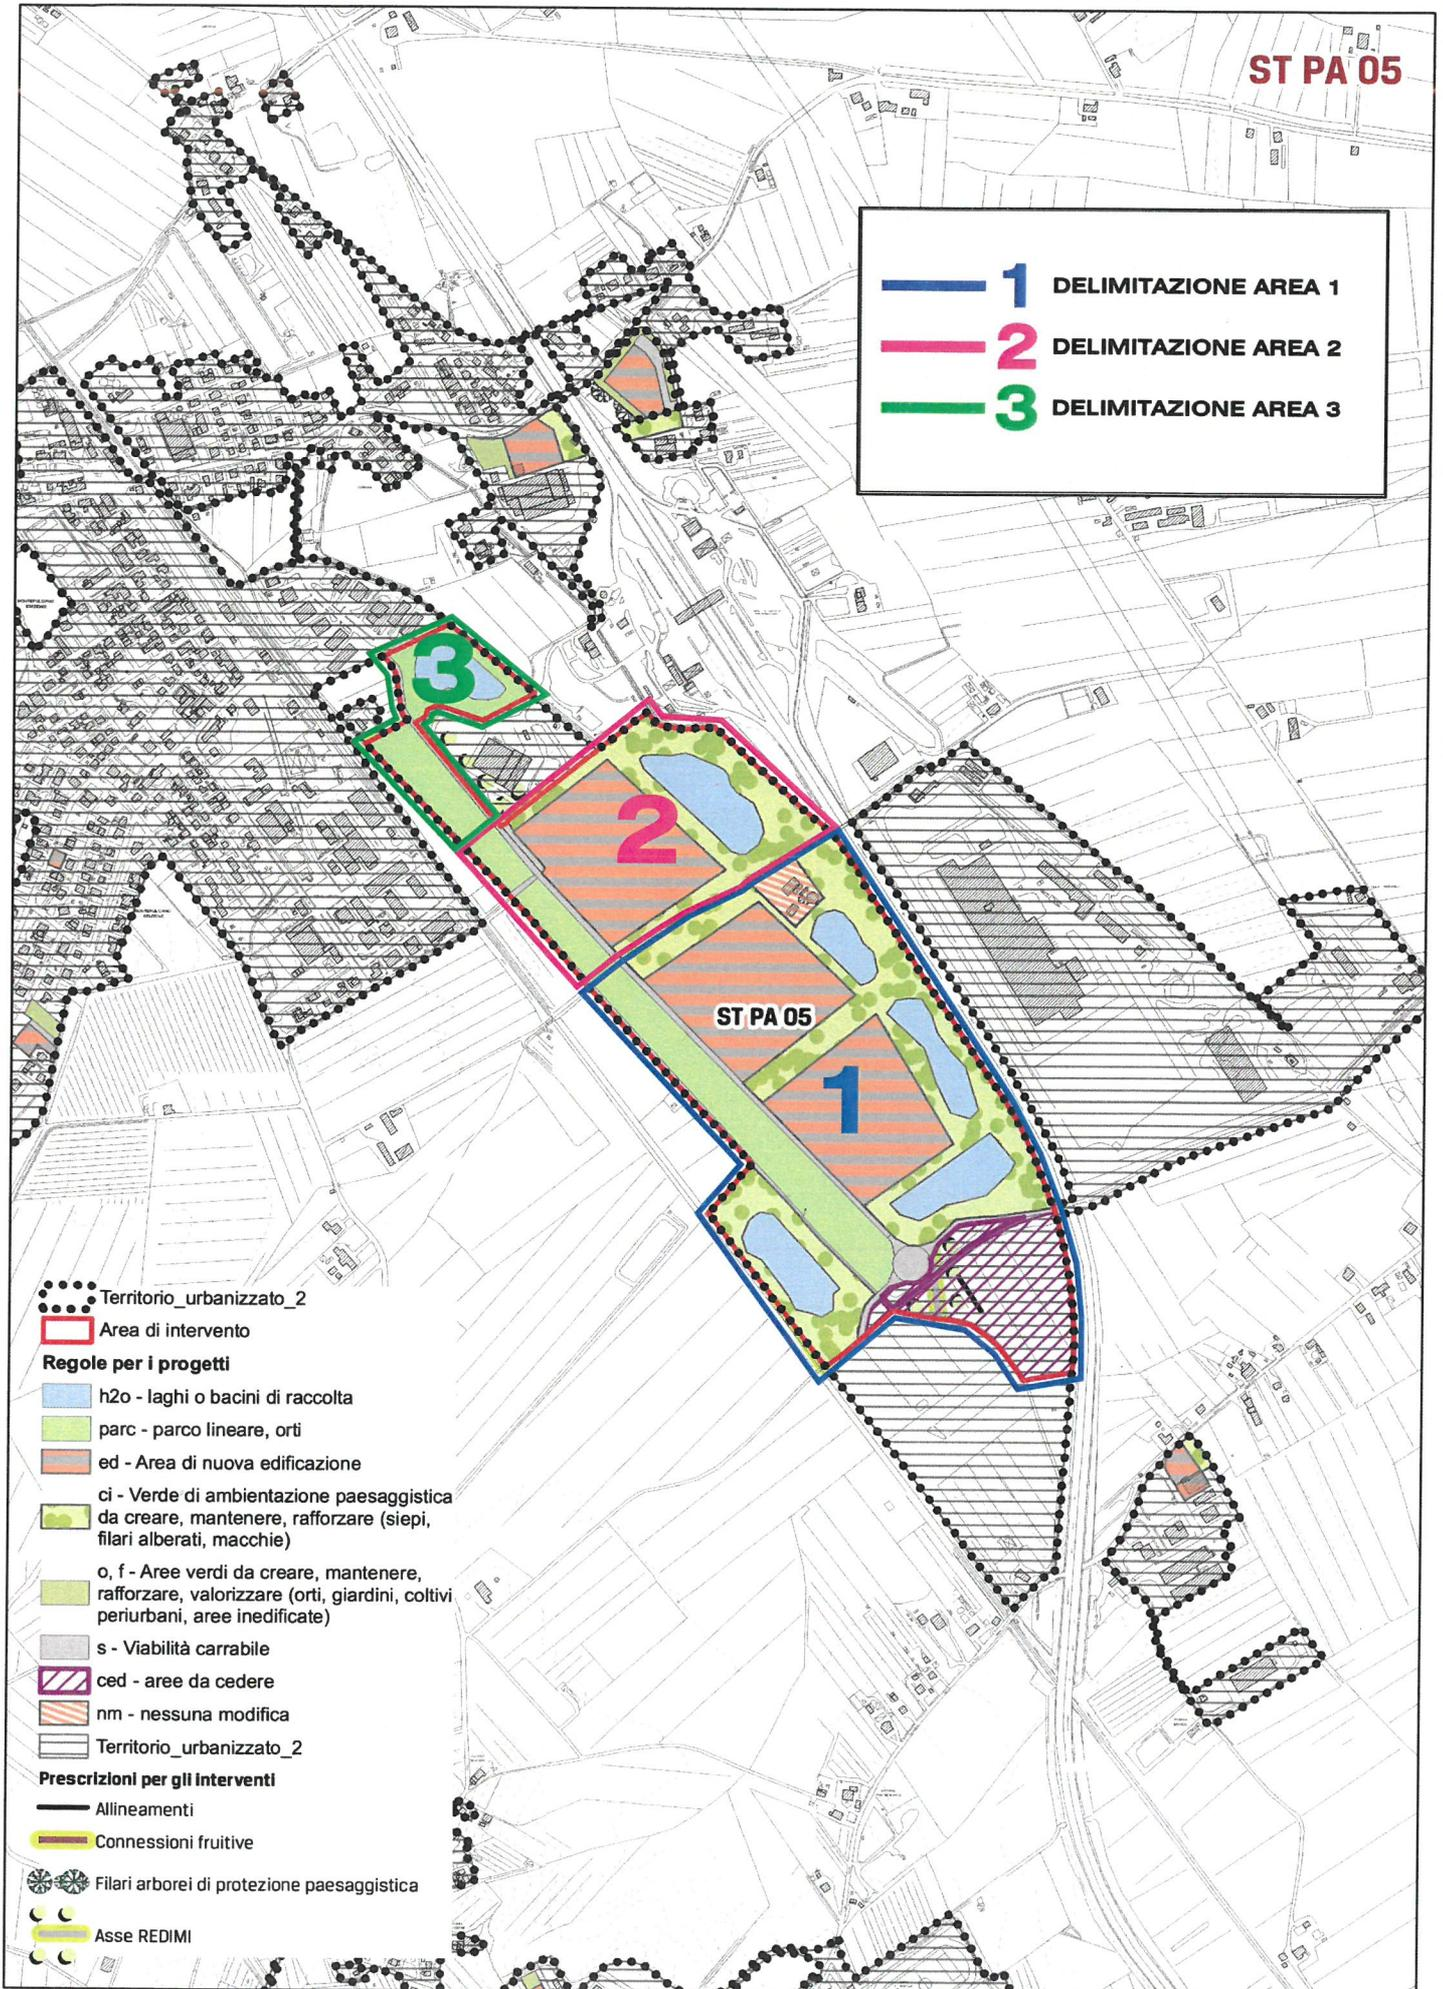 ST PA 05
1 DELIMITAZIONE AREA 1
2 DELIMITAZIONE AREA 2
3 DELIMITAZIONE AREA 3
3
2
ST PA 05
1
Territorio_urbanizzato_2
Area di intervento
Regole per i progetti
h2o - laghi o bacini di raccolta
parc - parco lineare, orti
ed - Area di nuova edificazione
ci - Verde di ambientazione paesaggistica
da creare, mantenere, rafforzare (siepi,
filari alberati, macchie)
o, f - Aree verdi da creare, mantenere,
rafforzare, valorizzare (orti, giardini, coltivi
periurbani, aree inedificate)
s - Viabilità carrabile
ced - aree da cedere
nm - nessuna modifica
Territorio_urbanizzato_2
Prescrizioni per gli interventi
Allineamenti
Connessioni fruitive
Filari arborei di protezione paesaggistica
Asse REDIMI